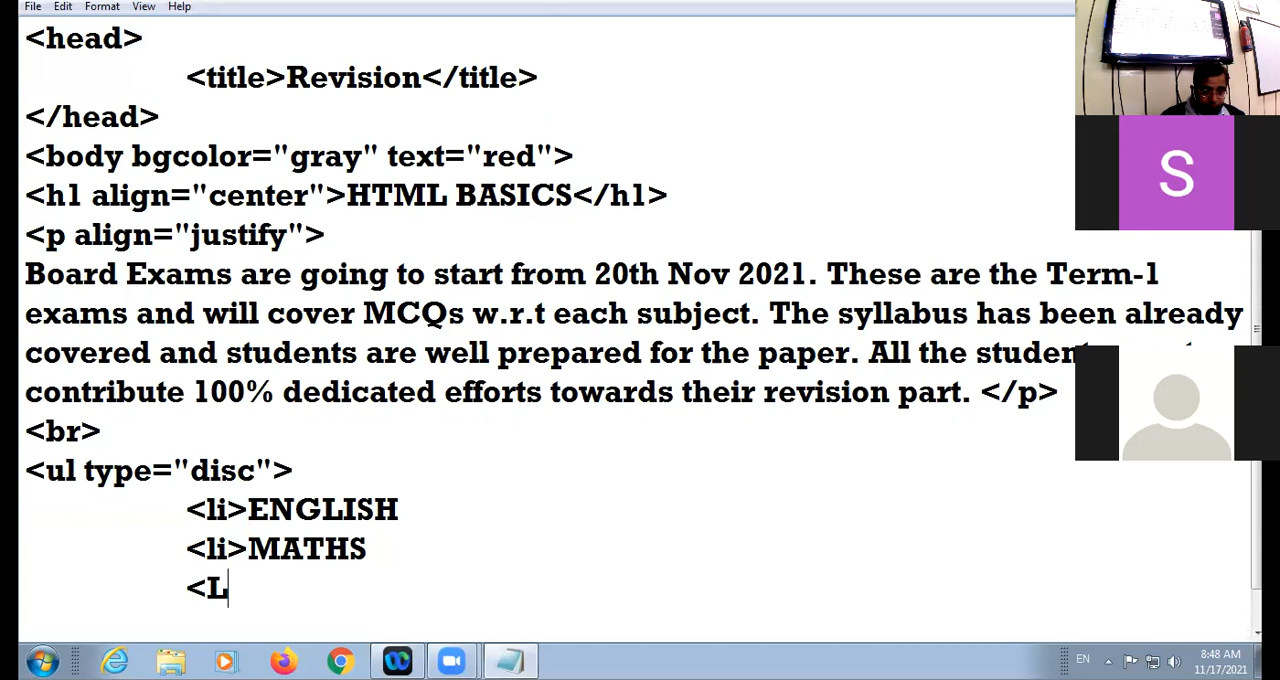 File Edit Format View Help
<head>
<title>Revision</title>
</head>
<body bgcolor="gray" text="red">
<h1 align="center">HTML BASICS</h1>
<p align="justify">
Board Exams are going to start from 20th Nov 2021. These are the Term-1
exams and will cover MCQs w.r.t each subject. The syllabus has been already
covered and students are well prepared for the paper. All the
contribute 100% dedicated efforts towards their revision part. </p>
<br>
<ul type="disc">
<li>ENGLISH
<li>MATHS
<L
S
EN
8:48 AM
11/17/2021